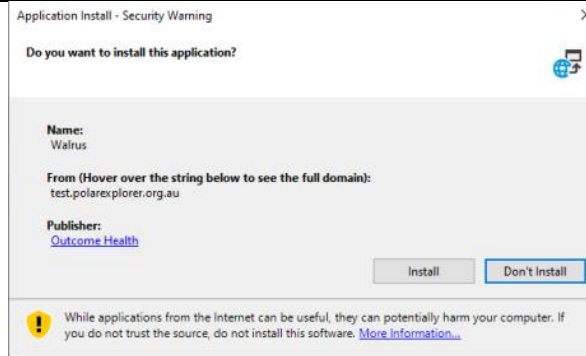 Application Install - Security Warning
Do you want to install this application?
Name:
Walrus
From (Hover over the string below to see the full domain):
test.polarexplorer.org.au
Publisher:
Outcome Health
Install
Don't Install
While applications from the Internet can be useful, they can potentially harm your computer. If
you do not trust the source, do not install this software. More Information...